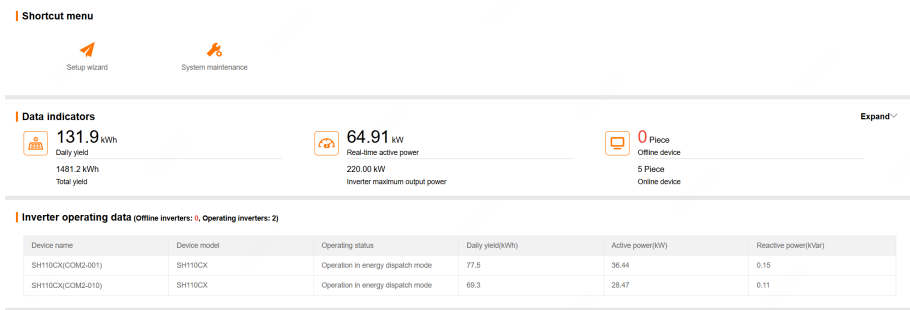 Shortcut menu
Setup wizard System maintenance
Data indicators Expand
131.9 kWh 64.91 kW 0 Piece
Daily yield Real-time active power Offline device
1481.2 kWh 220.00 kW 5 Piece
Total yield Inverter maximum output power Online device
Inverter operating data (Offline inverters: 0, Operating inverters: 2)
Device name Device model Operating status Daily yield(kWh) Active power(kW) Reactive power(kVar)
SH110CX(COM2-001) SH110CX Operation in energy dispatch mode 77.5 36.44 0.15
SH110CX(COM2-010) SH110CX Operation in energy dispatch mode 69.3 28.47 0.11